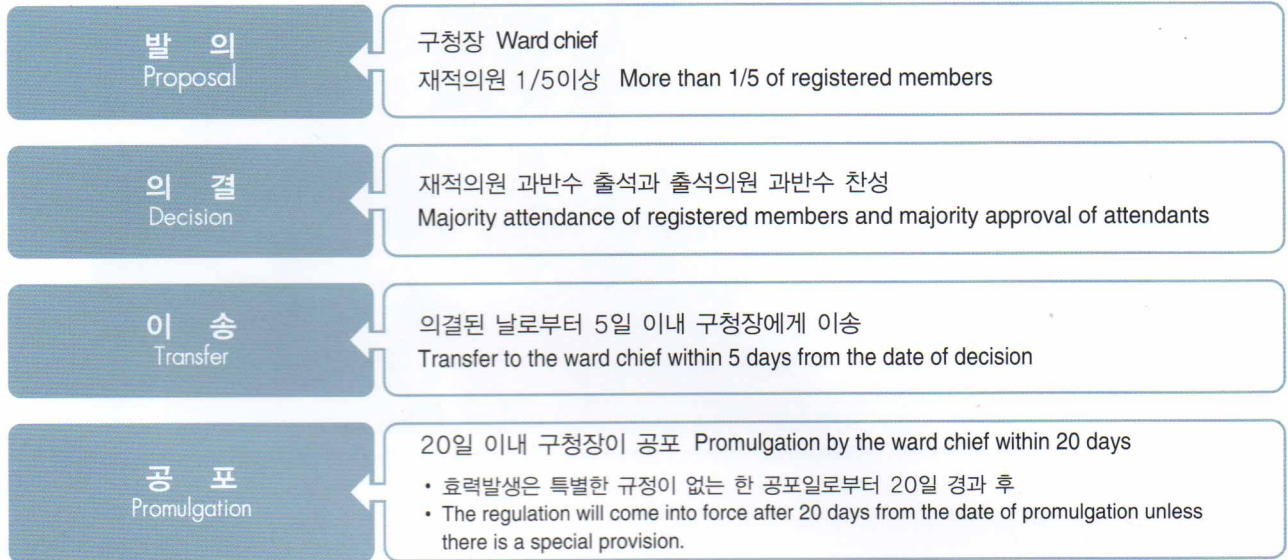 발 의
Proposal
구청장 Ward chief
재적의원 1/5이상 More than 1/5 of registered members
의 결
Decision
재적의원 과반수 출석과 출석의원 과반수 찬성
Majority attendance of registered members and majority approval of attendants
이 송
Transfer
의결된 날로부터 5일 이내 구청장에게 이송
Transfer to the ward chief within 5 days from the date of decision
공 포
Promulgation
20일 이내 구청장이 공포 Promulgation by the ward chief within 20 days
• 효력발생은 특별한 규정이 없는 한 공포일로부터 20일 경과 후
• The regulation will come into force after 20 days from the date of promulgation unless
there is a special provision.